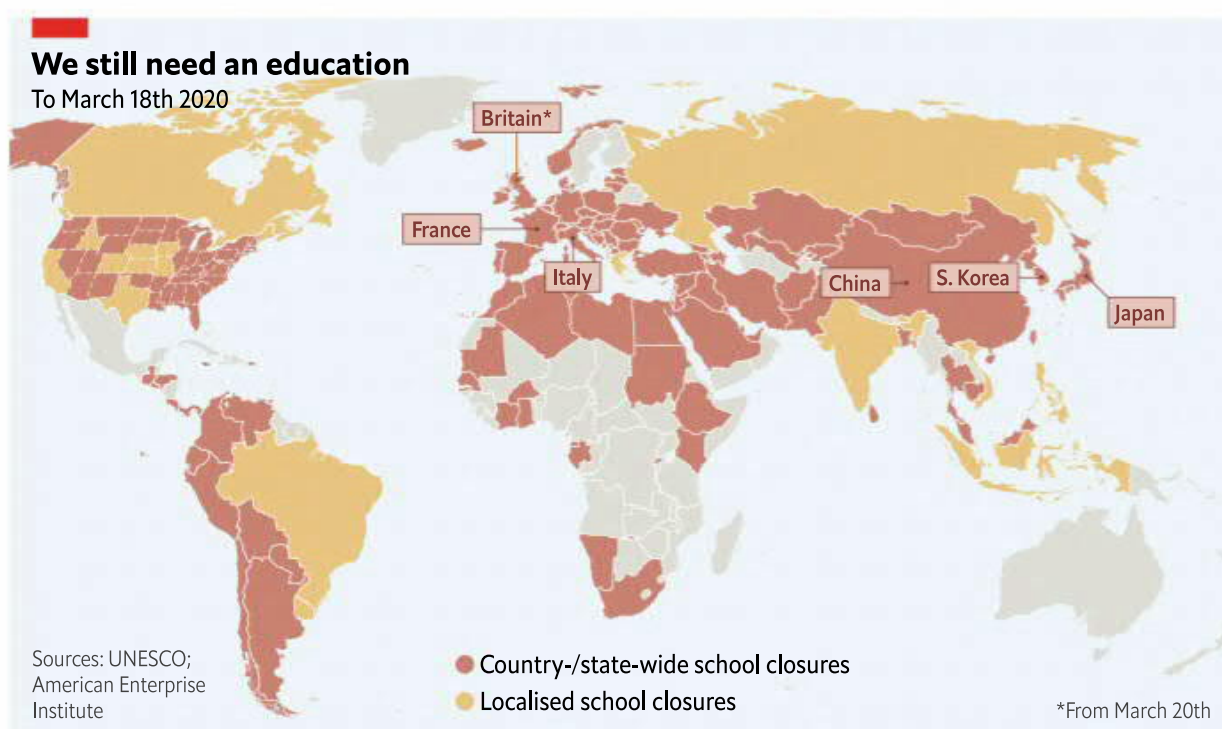 We still need an education
To March 18th 2020
Britain*
France
Italy
China
S. Korea
Japan
Sources: UNESCO;
American Enterprise
Institute
Country-/state-wide school closures
Localised school closures
*From March 20th